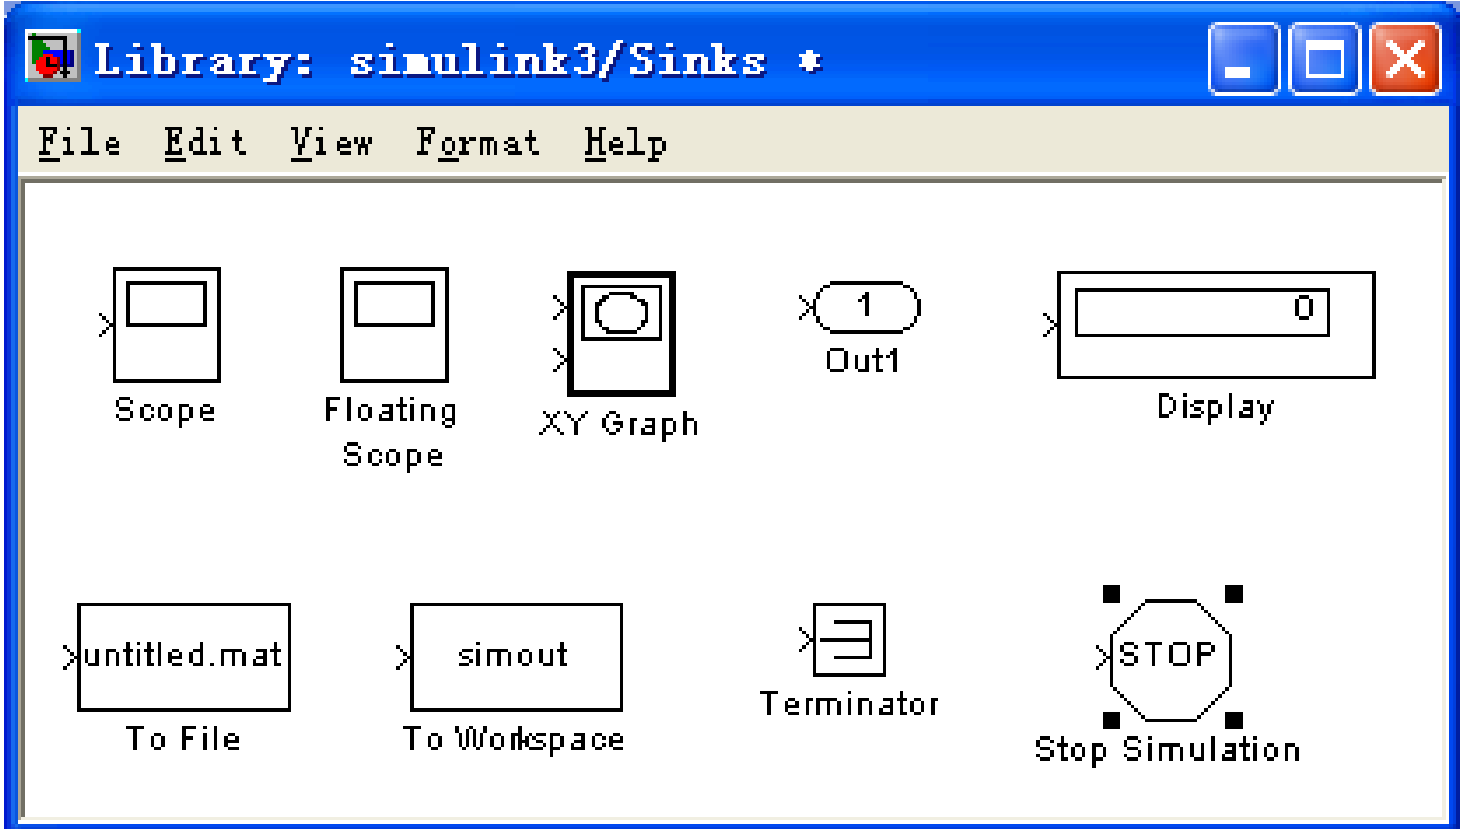 Library: simulink3/Sinks *
File Edit View Format Help
1
0
Out1
Scope
Floating
Scope
XY Graph
Display
untitled.mat
simout
STOP
Terminator
To File
To Workspace
Stop Simulation